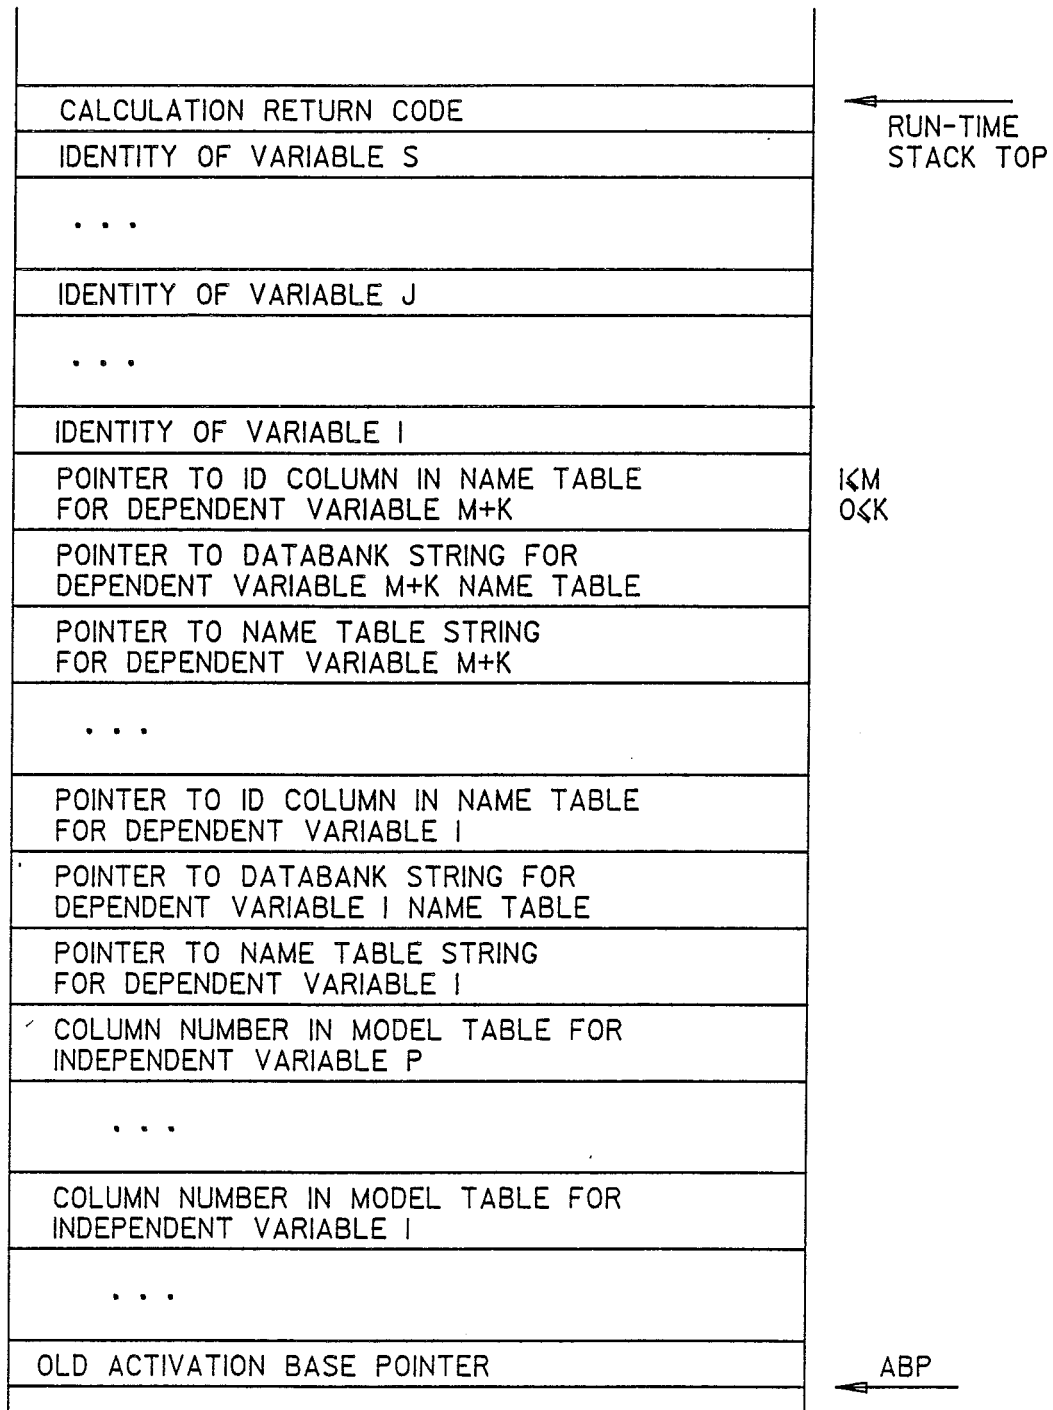 CALCULATION RETURN CODE
RUN-TIME
STACK TOP
IDENTITY OF VARIABLE S
. . .
IDENTITY OF VARIABLE J
. . .
IDENTITY OF VARIABLE I
POINTER TO ID COLUMN IN NAME TABLE
FOR DEPENDENT VARIABLE M+K
I≤M
O≤K
POINTER TO DATABANK STRING FOR
DEPENDENT VARIABLE M+K NAME TABLE
POINTER TO NAME TABLE STRING
FOR DEPENDENT VARIABLE M+K
. . .
POINTER TO ID COLUMN IN NAME TABLE
FOR DEPENDENT VARIABLE I
POINTER TO DATABANK STRING FOR
DEPENDENT VARIABLE I NAME TABLE
POINTER TO NAME TABLE STRING
FOR DEPENDENT VARIABLE I
COLUMN NUMBER IN MODEL TABLE FOR
INDEPENDENT VARIABLE P
. . .
COLUMN NUMBER IN MODEL TABLE FOR
INDEPENDENT VARIABLE I
. . .
OLD ACTIVATION BASE POINTER
ABP